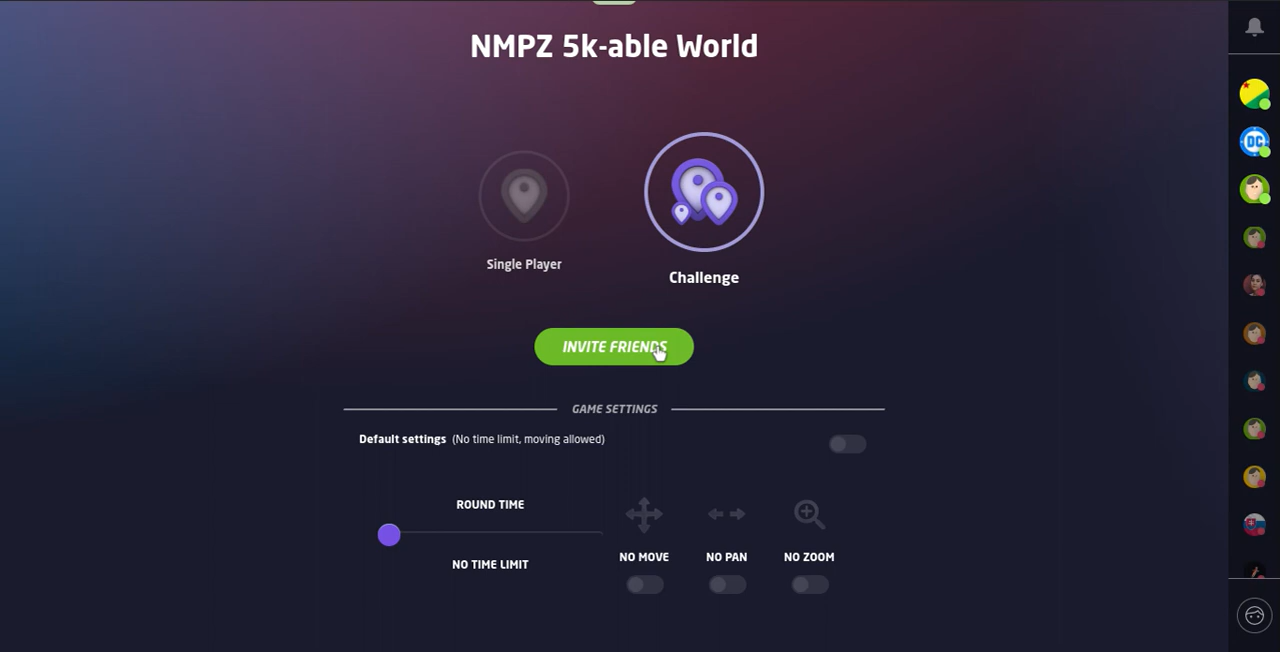 NMPZ 5k-able World
DC
Single Player
Challenge
INVITE FRIENDS
GAME SETTINGS
Default settings (No time limit, moving allowed)
ROUND TIME
NO TIME LIMIT
NO MOVE
NO PAN
NO ZOOM